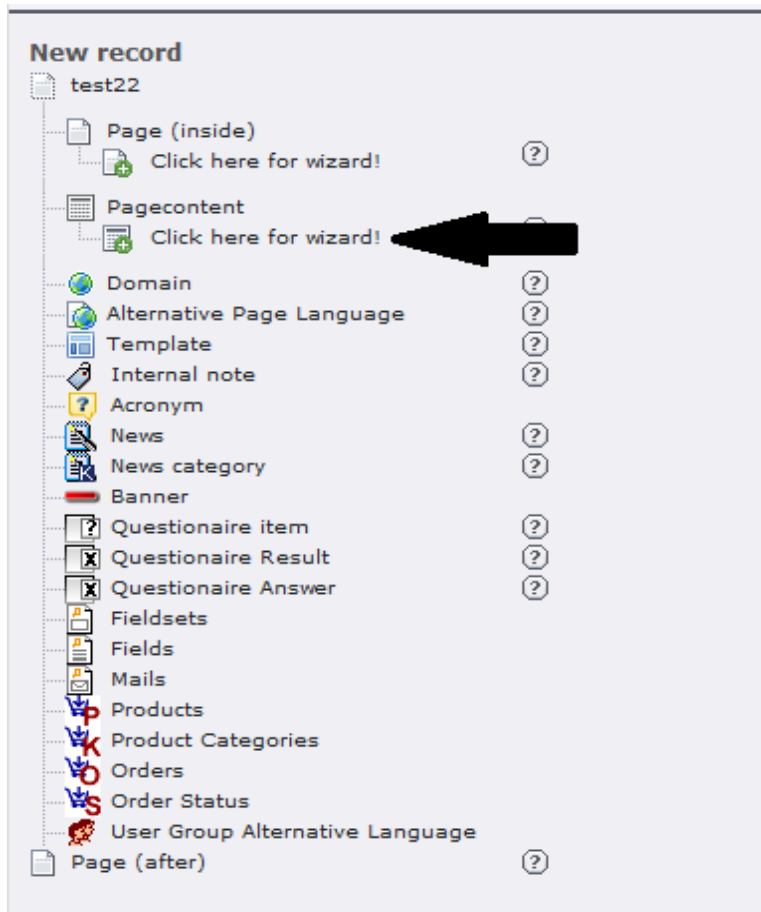 New record
test22
Page (inside)
Click here for wizard! ?
Pagecontent
Click here for wizard!
Domain ?
Alternative Page Language ?
Template ?
Internal note ?
? Acronym
News ?
K News category ?
Banner
? Questionaire item ?
x Questionaire Result ?
x Questionaire Answer ?
Fieldsets
Fields
Mails
P Products
K Product Categories
O Orders
S Order Status
User Group Alternative Language
Page (after) ?